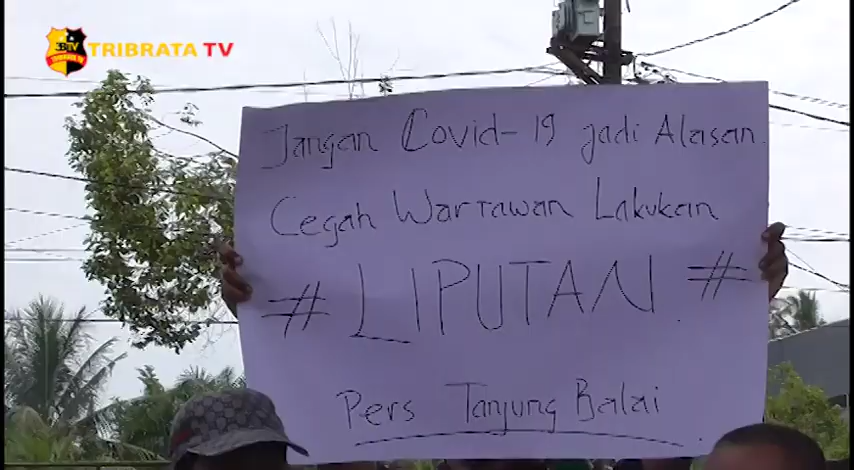 TRIBRATA TV
Jangan Covid-19 jadi Alasan
Cegah Wartawan Lakukan
# LIPUTAN. #
Pers Tanjung Balai